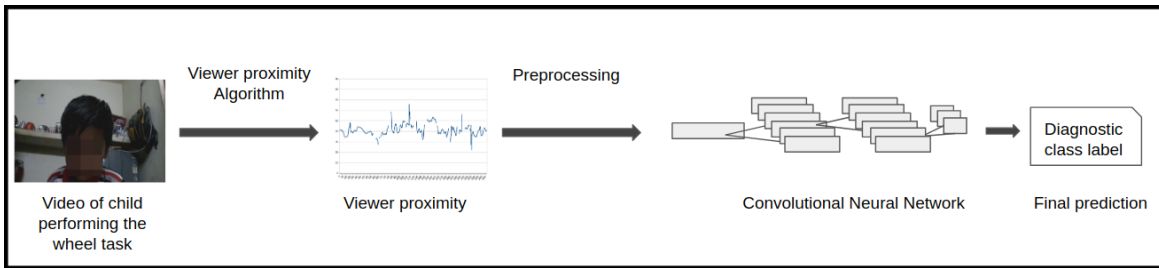 Viewer proximity
Algorithm
Preprocessing
Diagnostic
class label
Video of child
performing the
wheel task
Viewer proximity
Convolutional Neural Network
Final prediction